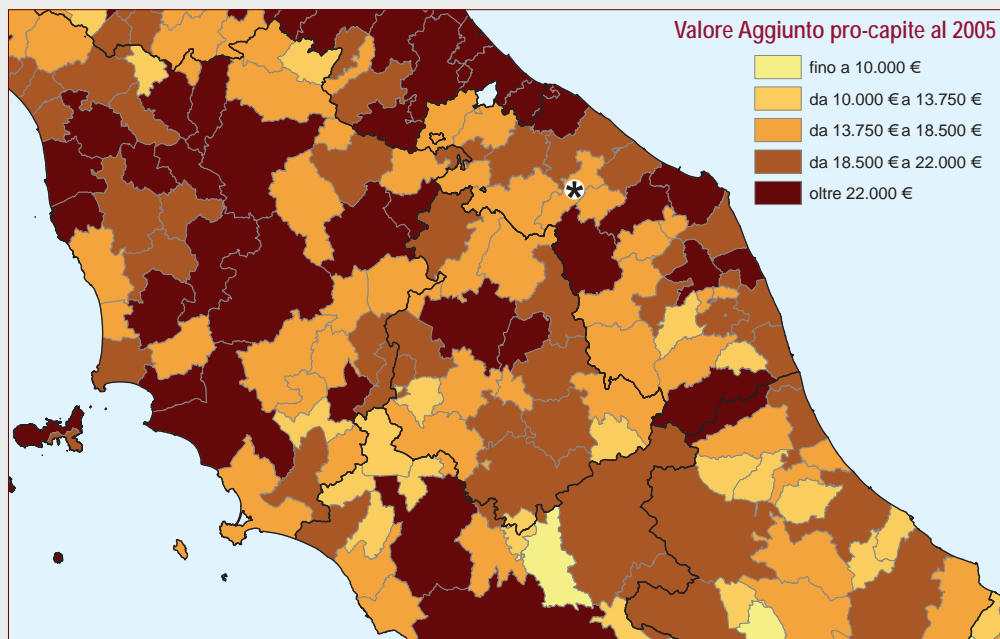 Valore Aggiunto pro-capite al 2005
fino a 10.000 €
da 10.000 € a 13.750 €
da 13.750 € a 18.500 €
da 18.500 € a 22.000 €
oltre 22.000 €
*